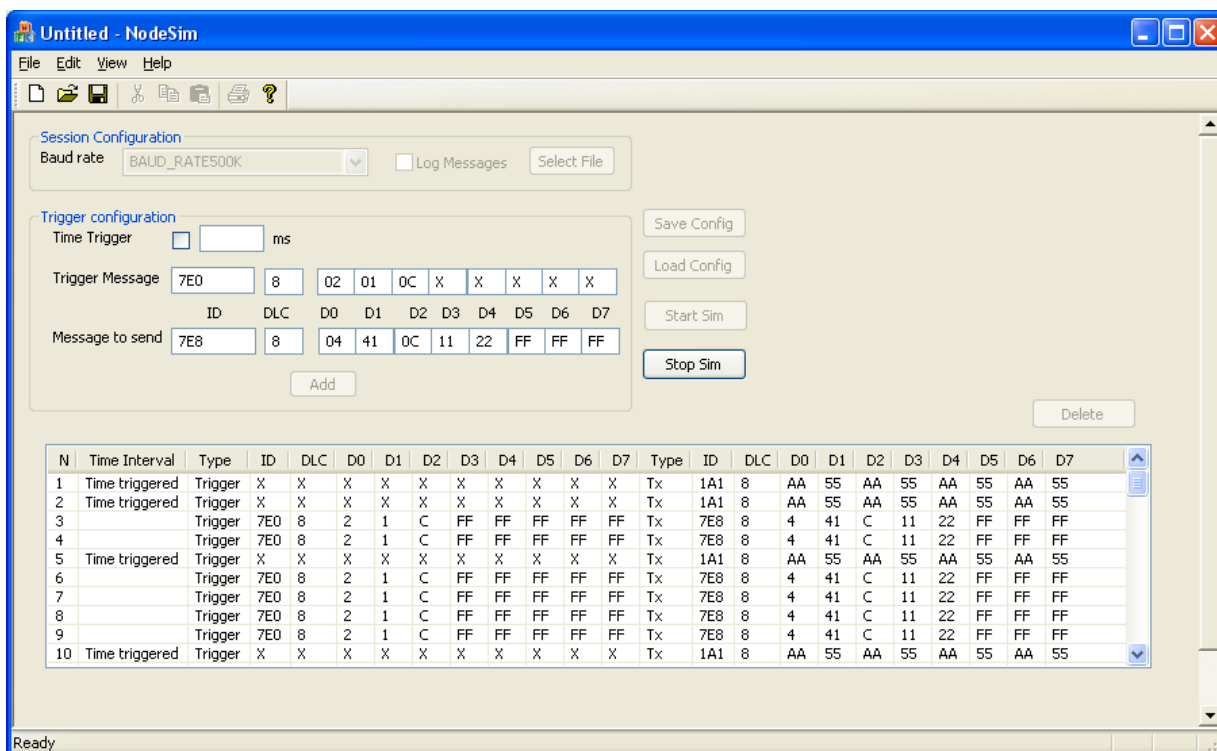 Untitled - NodeSim
File Edit View Help
Session Configuration
Baud rate BAUD_RATE500K Log Messages Select File
Trigger configuration
Time Trigger ms
Save Config
Trigger Message 7E0 8 02 01 0C X X X X X
Load Config
ID DLC D0 D1 D2 D3 D4 D5 D6 D7
Start Sim
Message to send 7E8 8 04 41 0C 11 22 FF FF FF
Stop Sim
Add
Delete
N Time Interval Type ID DLC D0 D1 D2 D3 D4 D5 D6 D7 Type ID DLC D0 D1 D2 D3 D4 D5 D6 D7
1 Time triggered Trigger X X X X X X X X X X Tx 1A1 8 AA 55 AA 55 AA 55 AA 55
2 Time triggered Trigger X X X X X X X X X X Tx 1A1 8 AA 55 AA 55 AA 55 AA 55
3 Trigger 7E0 8 2 1 C FF FF FF FF FF Tx 7E8 8 4 41 C 11 22 FF FF FF
4 Trigger 7E0 8 2 1 C FF FF FF FF FF Tx 7E8 8 4 41 C 11 22 FF FF FF
5 Time triggered Trigger X X X X X X X X X X Tx 1A1 8 AA 55 AA 55 AA 55 AA 55
6 Trigger 7E0 8 2 1 C FF FF FF FF FF Tx 7E8 8 4 41 C 11 22 FF FF FF
7 Trigger 7E0 8 2 1 C FF FF FF FF FF Tx 7E8 8 4 41 C 11 22 FF FF FF
8 Trigger 7E0 8 2 1 C FF FF FF FF FF Tx 7E8 8 4 41 C 11 22 FF FF FF
9 Trigger 7E0 8 2 1 C FF FF FF FF FF Tx 7E8 8 4 41 C 11 22 FF FF FF
10 Time triggered Trigger X X X X X X X X X X Tx 1A1 8 AA 55 AA 55 AA 55 AA 55
Ready